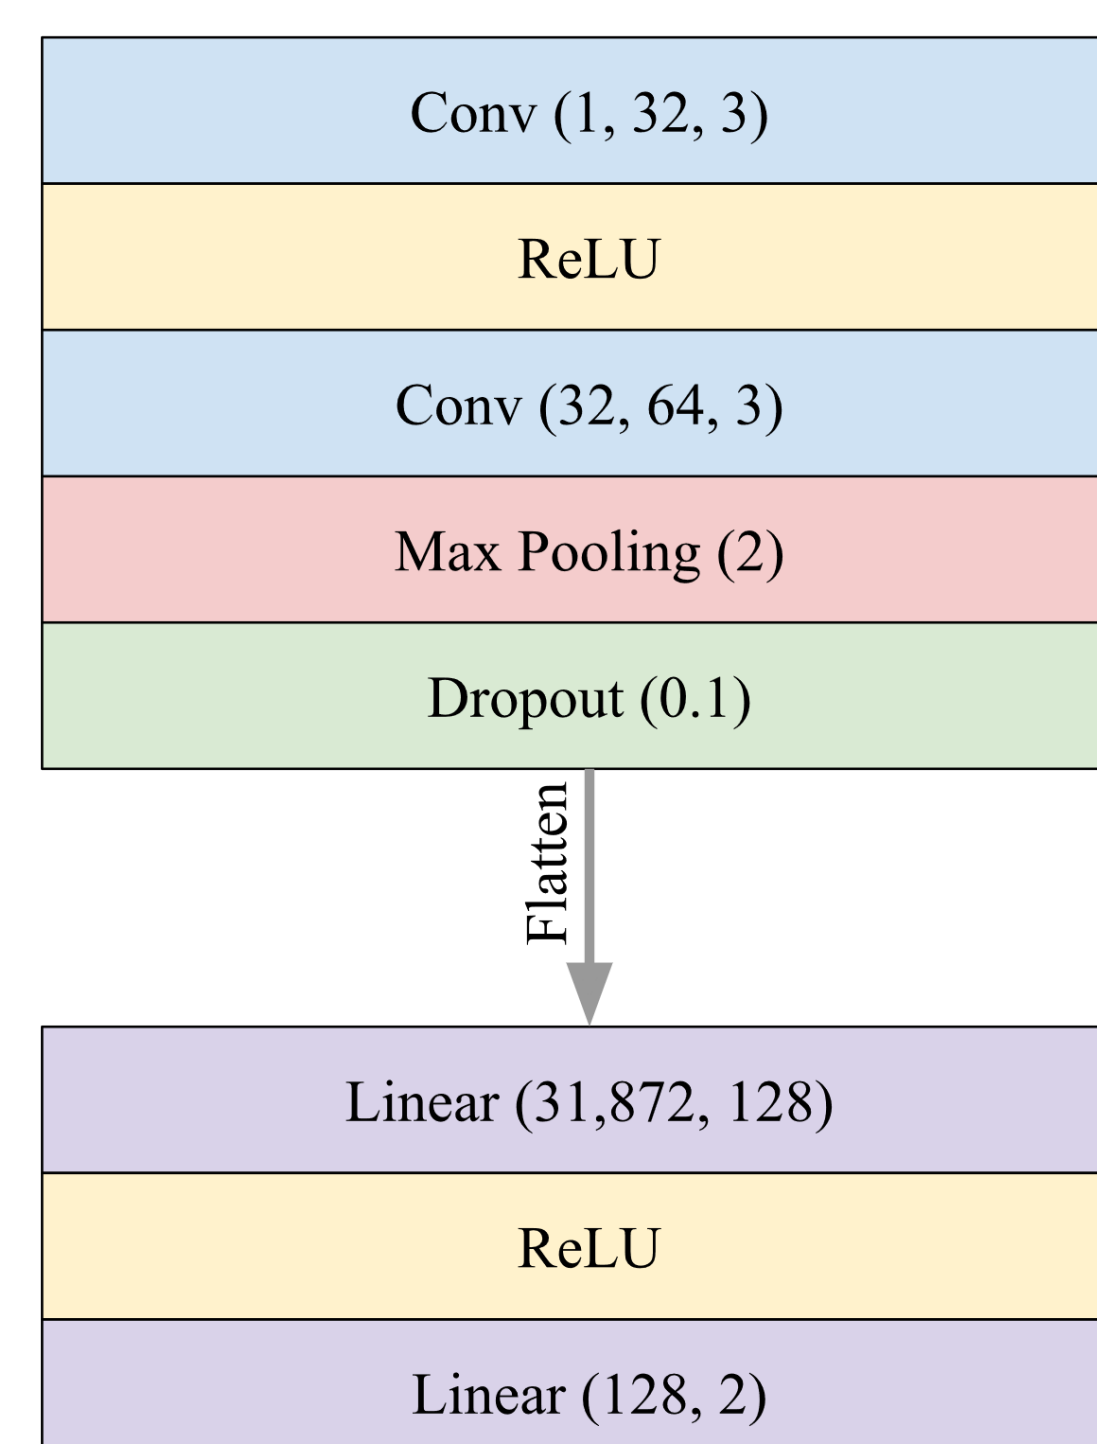 Conv (1, 32, 3)
ReLU
Conv (32, 64, 3)
Max Pooling (2)
Dropout (0.1)
Flatten
Linear (31,872, 128)
ReLU
Linear (128, 2)